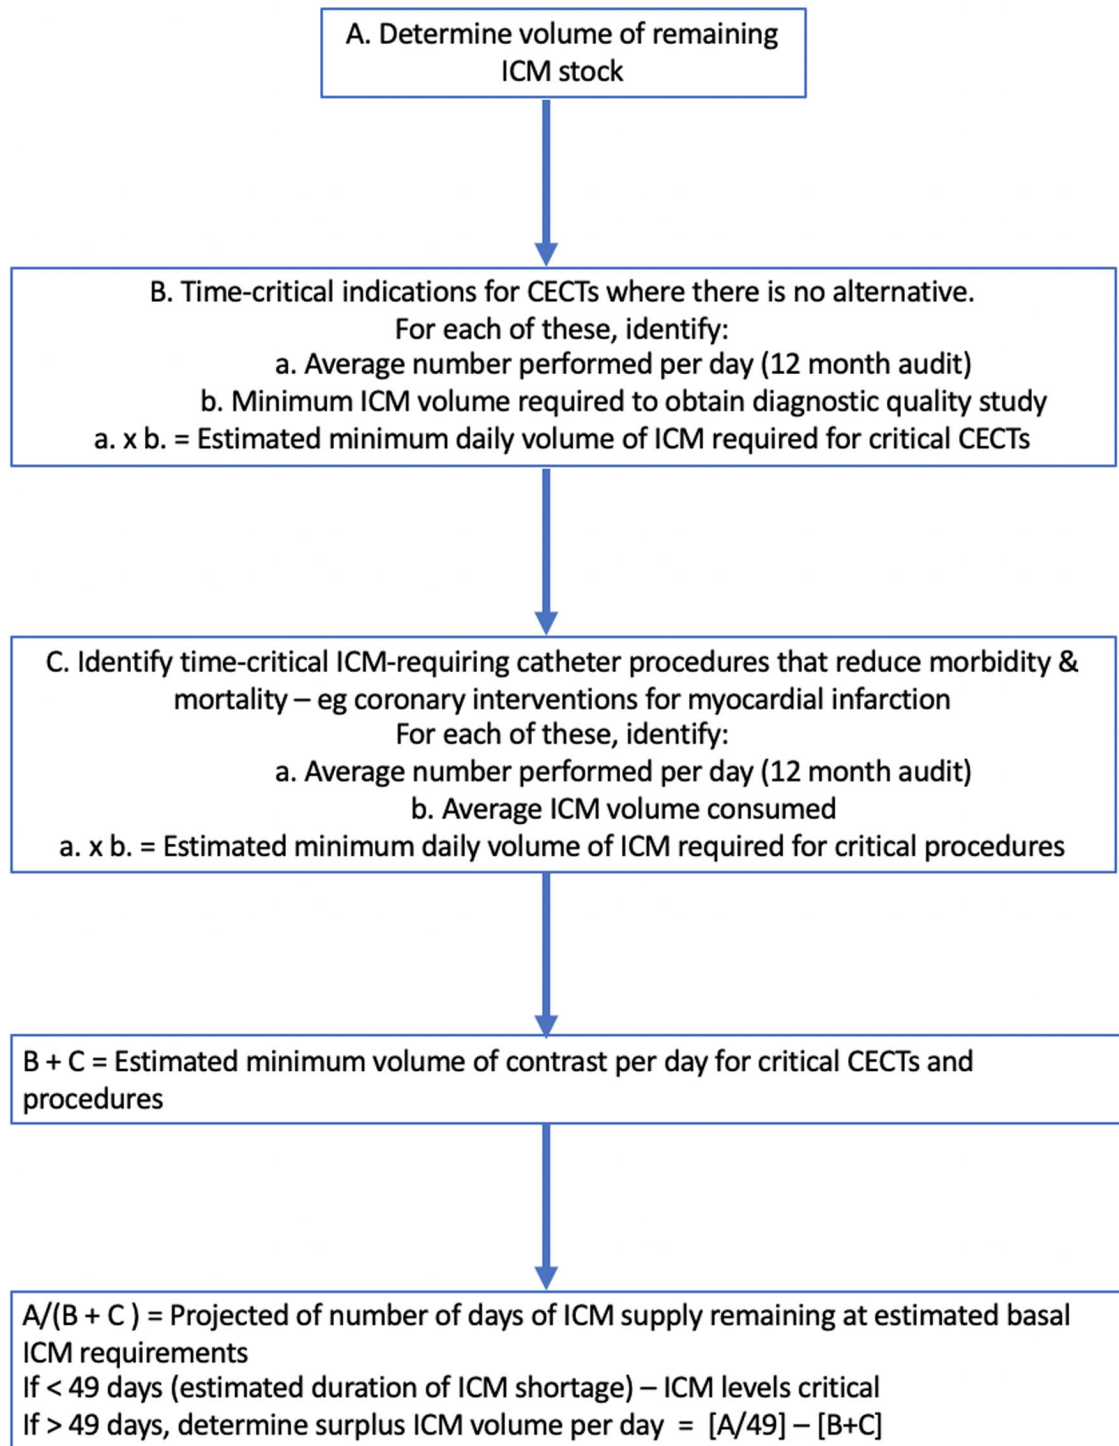 A. Determine volume of remaining
ICM stock
B. Time-critical indications for CECTs where there is no alternative.
For each of these, identify:
a. Average number performed per day (12 month audit)
b. Minimum ICM volume required to obtain diagnostic quality study
a. x b. = Estimated minimum daily volume of ICM required for critical CECTs
C. Identify time-critical ICM-requiring catheter procedures that reduce morbidity &
mortality – eg coronary interventions for myocardial infarction
For each of these, identify:
a. Average number performed per day (12 month audit)
b. Average ICM volume consumed
a. x b. = Estimated minimum daily volume of ICM required for critical procedures
B + C = Estimated minimum volume of contrast per day for critical CECTs and
procedures
A/(B + C ) = Projected of number of days of ICM supply remaining at estimated basal
ICM requirements
If < 49 days (estimated duration of ICM shortage) – ICM levels critical
If > 49 days, determine surplus ICM volume per day = [A/49] – [B+C]